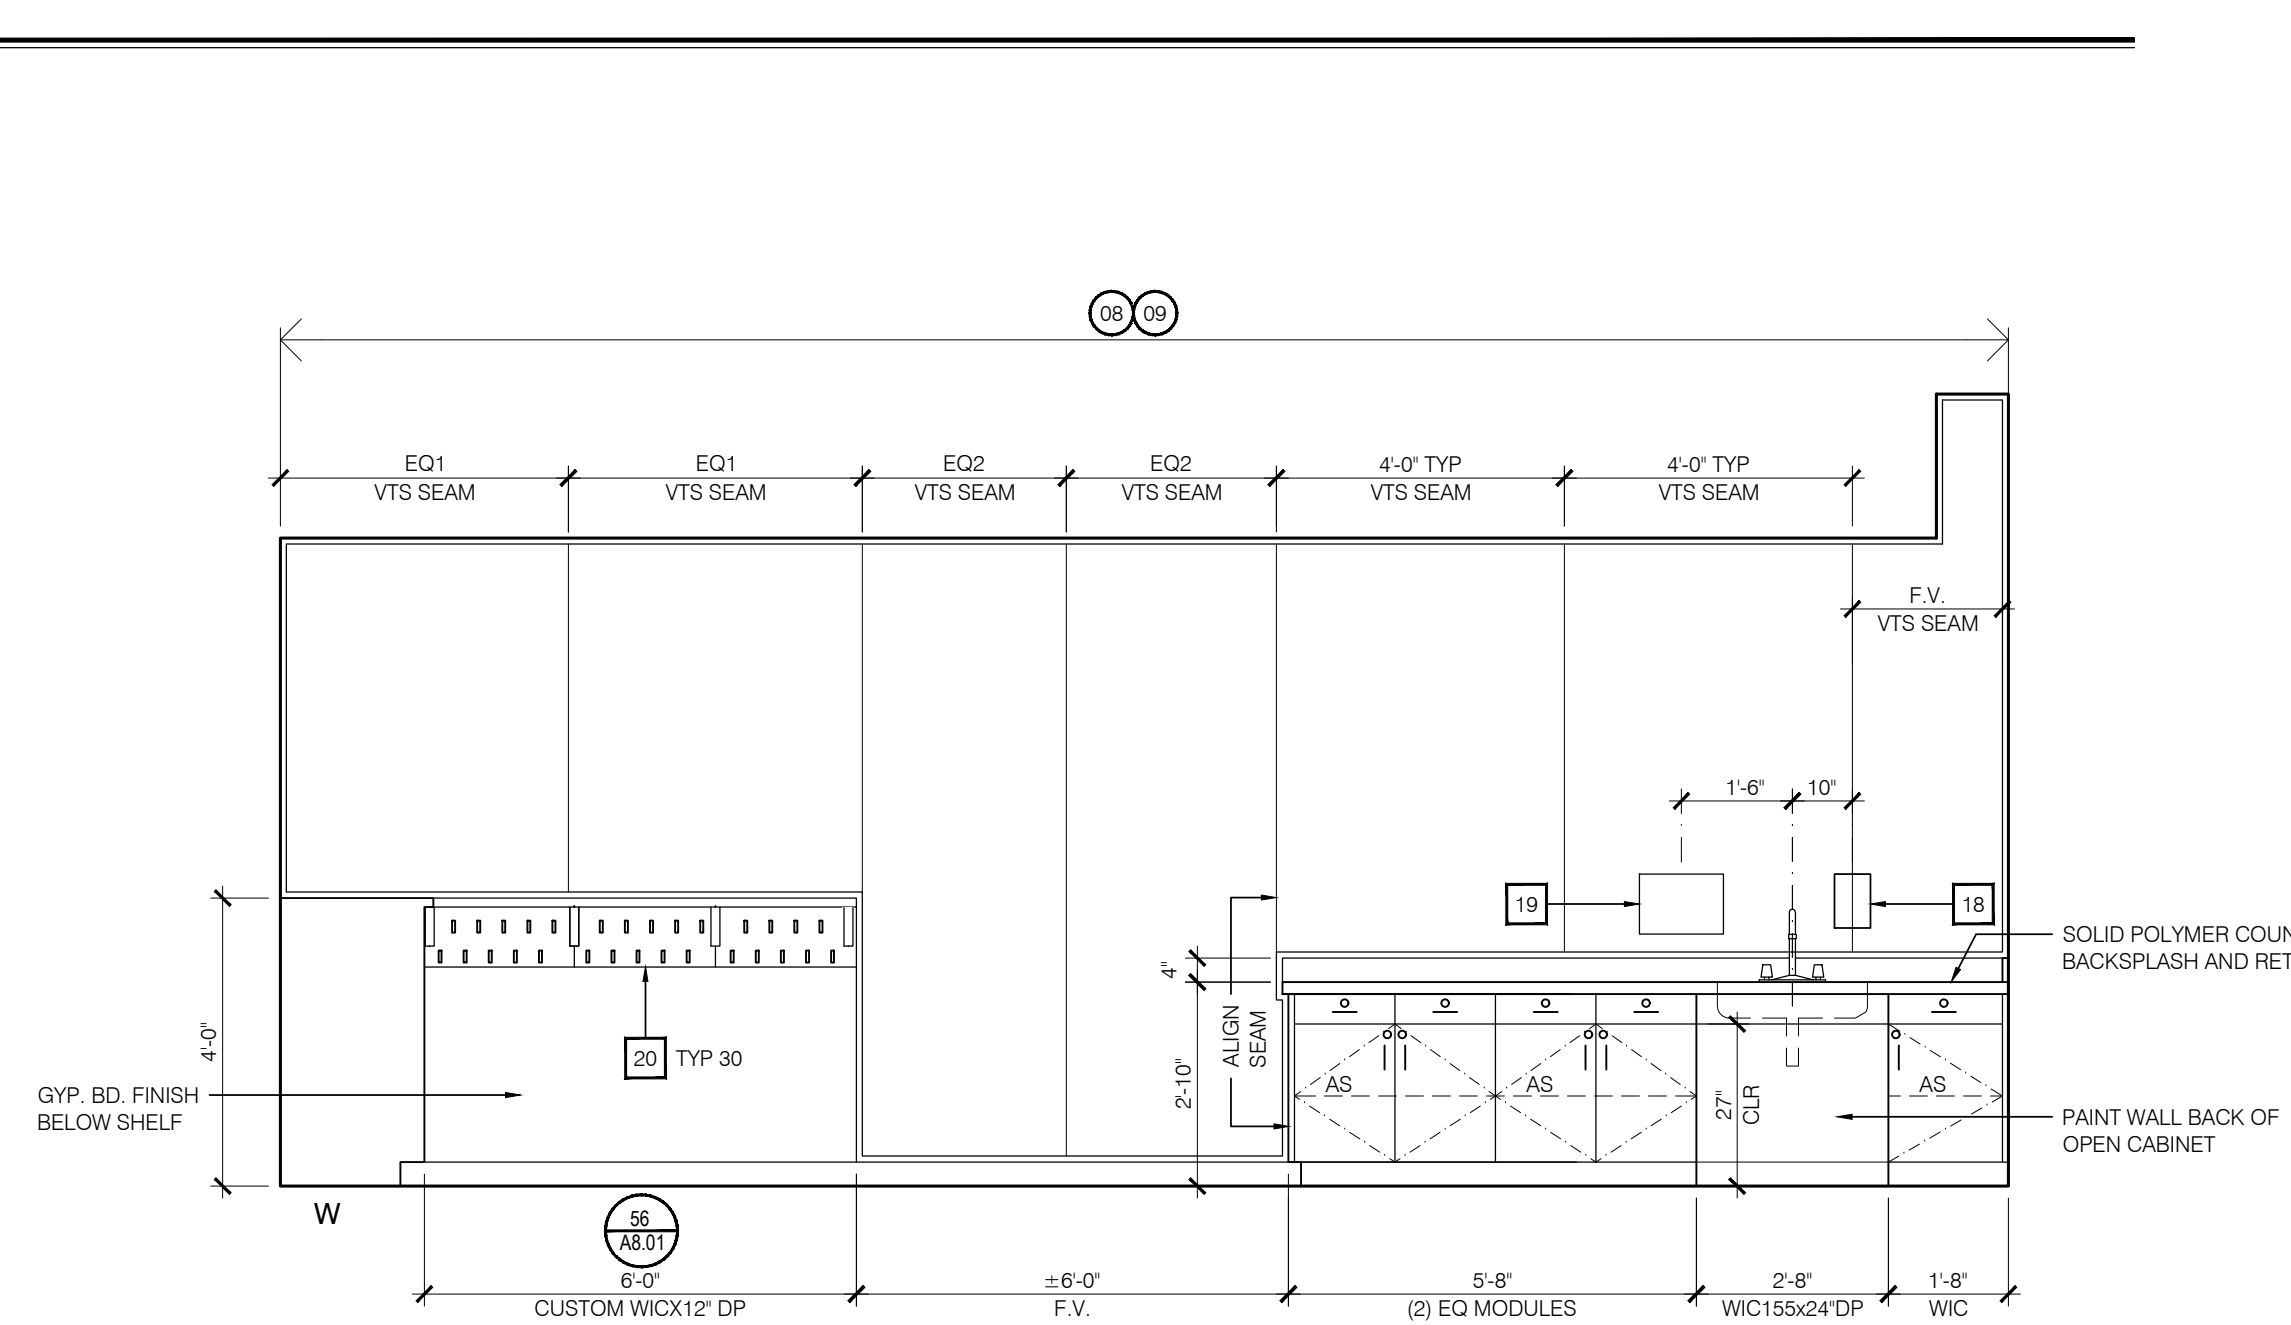 08 09
EQ1 EQ1 EQ2 EQ2 4'-0" TYP 4'-0" TYP
VTS SEAM VTS SEAM VTS SEAM VTS SEAM VTS SEAM VTS SEAM
F.V.
VTS SEAM
1'-6" 10"
19 18
SOLID POLYMER COUN
BACKSPLASH AND RET
4"
ALIGN
SEAM
4'-0"
20 TYP 30
2'-10"
AS AS AS
27"
CLR
GYP. BD. FINISH
BELOW SHELF
PAINT WALL BACK OF
OPEN CABINET
W
56
A8.01
6'-0" ±6'-0" 5'-8" 2'-8" 1'-8"
CUSTOM WICX12" DP F.V. (2) EQ MODULES WIC155x24"DP WIC